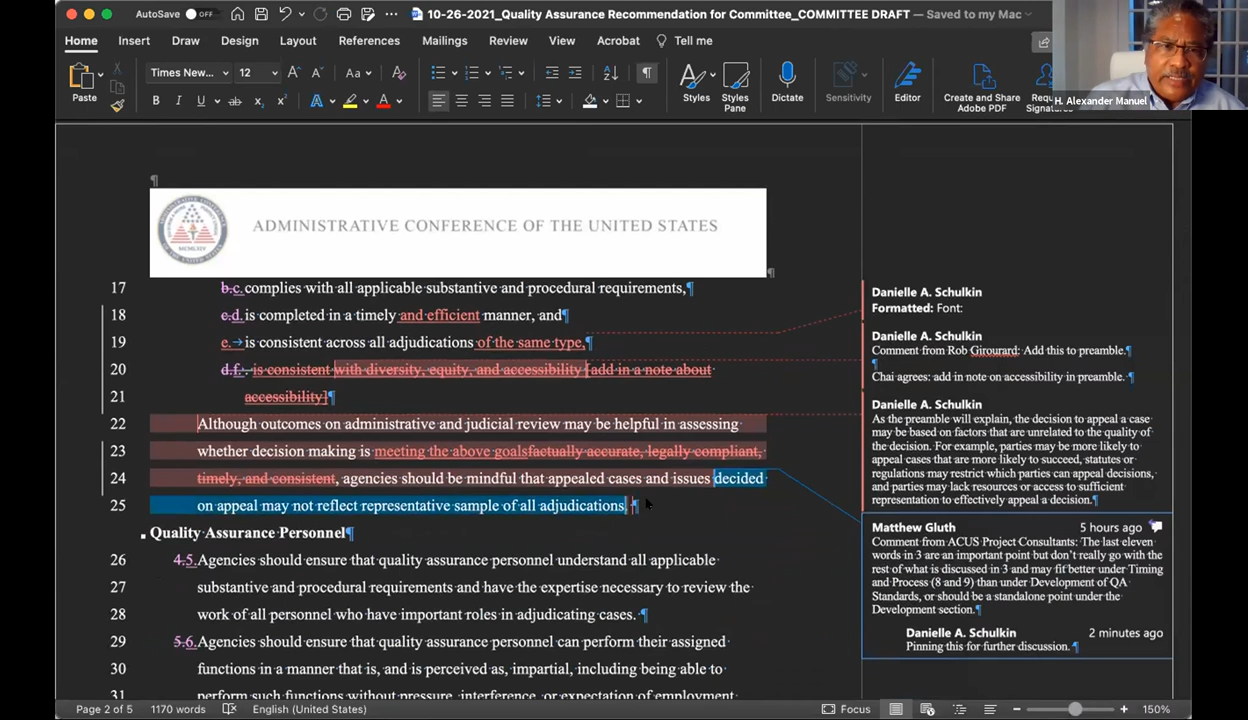 AutoSave OFF 10-26-2021_Quality Assurance Recommendation for Committee_COMMITTEE DRAFT — Saved to my Mac
Home Insert Draw Design Layout References Mailings Review View Acrobat Tell me
Times New... 12 Aa
Paste Styles Styles Pane Dictate Sensitivity Editor Create and Share Adobe PDF
H. Alexander Manuel
ADMINISTRATIVE CONFERENCE OF THE UNITED STATES
17 b.c.complies with all applicable substantive and procedural requirements,¶
18 c.d.is completed in a timely and efficient manner, and¶
19 e.→is consistent across all adjudications of the same type,¶
20 d.f. . is consistent with diversity, equity, and accessibility [add in a note about
21 accessibility]¶
22 Although outcomes on administrative and judicial review may be helpful in assessing
23 whether decision making is meeting the above goalsfactually accurate, legally compliant,
24 timely, and consistent, agencies should be mindful that appealed cases and issues decided
25 on appeal may not reflect representative sample of all adjudications. ¶
Quality Assurance Personnel¶
26 4.5.Agencies should ensure that quality assurance personnel understand all applicable
27 substantive and procedural requirements and have the expertise necessary to review the
28 work of all personnel who have important roles in adjudicating cases. ¶
29 5.6.Agencies should ensure that quality assurance personnel can perform their assigned
30 functions in a manner that is, and is perceived as, impartial, including being able to
31 perform such functions without pressure, interference, or expectation of employment
Danielle A. Schulkin
Formatted: Font:
Danielle A. Schulkin
Comment from Rob Girourard: Add this to preamble.¶
¶
Chai agrees: add in note on accessibility in preamble.¶
Danielle A. Schulkin
As the preamble will explain, the decision to appeal a case
may be based on factors that are unrelated to the quality of
the decision. For example, parties may be more likely to
appeal cases that are more likely to succeed, statutes or
regulations may restrict which parties can appeal decisions,
and parties may lack resources or access to sufficient
representation to effectively appeal a decision.¶
Matthew Gluth 5 hours ago
Comment from ACUS Project Consultants: The last eleven
words in 3 are an important point but don't really go with the
rest of what is discussed in 3 and may fit better under Timing
and Process (8 and 9) than under Development of QA
Standards, or should be a standalone point under the
Development section.¶
Danielle A. Schulkin 2 minutes ago
Pinning this for further discussion. ¶
Page 2 of 5 1170 words English (United States) Focus 150%